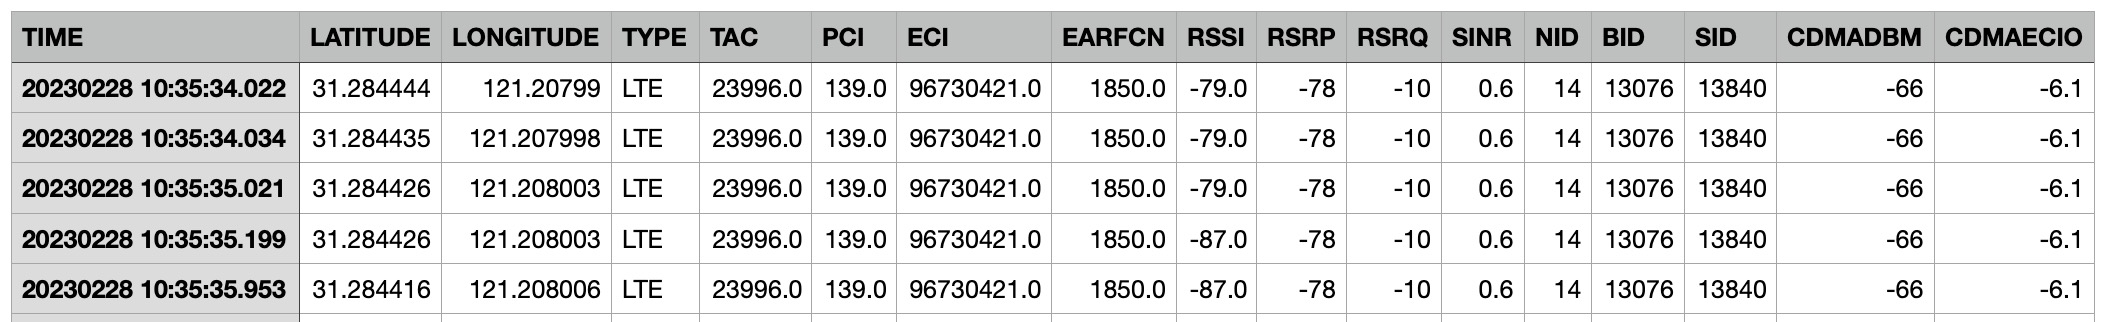 TIME LATITUDE LONGITUDE TYPE TAC PCI ECI EARFCN RSSI RSRP RSRQ SINR NID BID SID CDMADBM CDMAECIO
20230228 10:35:34.022 31.284444 121.20799 LTE 23996.0 139.0 96730421.0 1850.0 -79.0 -78 -10 0.6 14 13076 13840 -66 -6.1
20230228 10:35:34.034 31.284435 121.207998 LTE 23996.0 139.0 96730421.0 1850.0 -79.0 -78 -10 0.6 14 13076 13840 -66 -6.1
20230228 10:35:35.021 31.284426 121.208003 LTE 23996.0 139.0 96730421.0 1850.0 -79.0 -78 -10 0.6 14 13076 13840 -66 -6.1
20230228 10:35:35.199 31.284426 121.208003 LTE 23996.0 139.0 96730421.0 1850.0 -87.0 -78 -10 0.6 14 13076 13840 -66 -6.1
20230228 10:35:35.953 31.284416 121.208006 LTE 23996.0 139.0 96730421.0 1850.0 -87.0 -78 -10 0.6 14 13076 13840 -66 -6.1